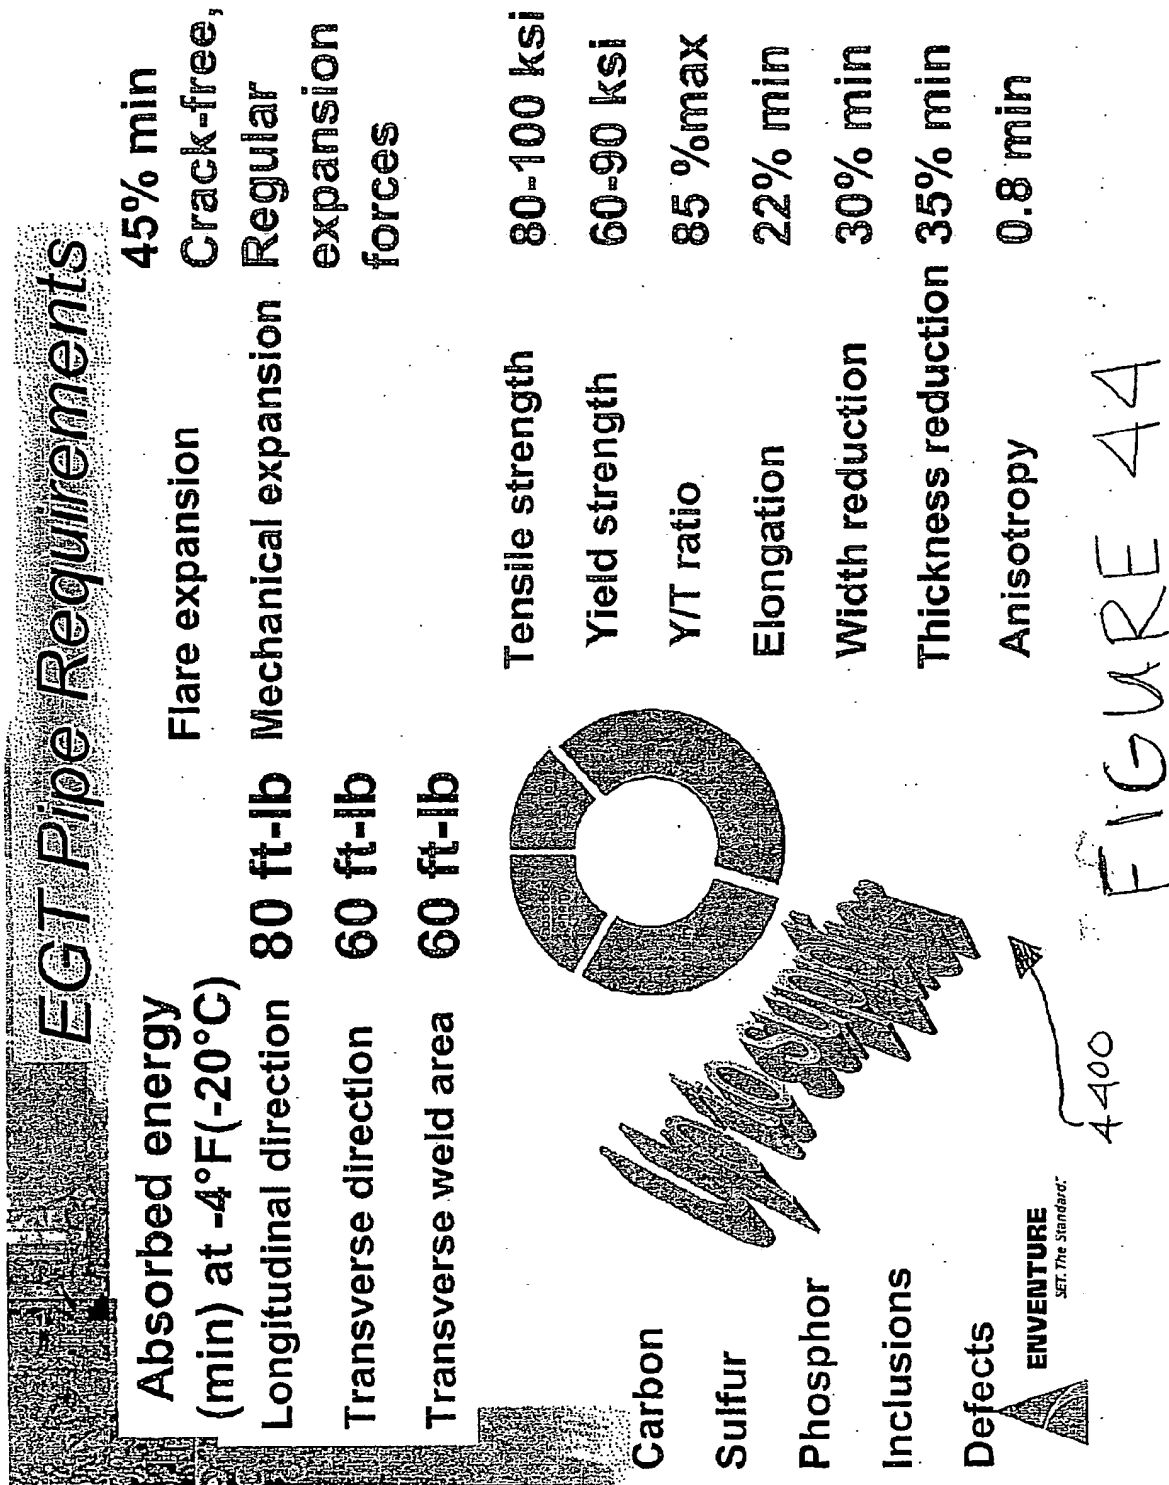 EGT Pipe Requirements
Absorbed energy
(min) at -4°F(-20°C)
Longitudinal direction 80 ft-lb
Transverse direction 60 ft-lb
Transverse weld area 60 ft-lb
Flare expansion 45% min
Mechanical expansion Crack-free,
Regular
expansion
forces
Tensile strength 80-100 ksi
Yield strength 60-90 ksi
Y/T ratio 85 %max
Elongation 22% min
Width reduction 30% min
Thickness reduction 35% min
Anisotropy 0.8 min
Carbon
Sulfur
Phosphor
Inclusions
Defects
ENVENTURE
SET. The Standard.
4400
FIGURE 44